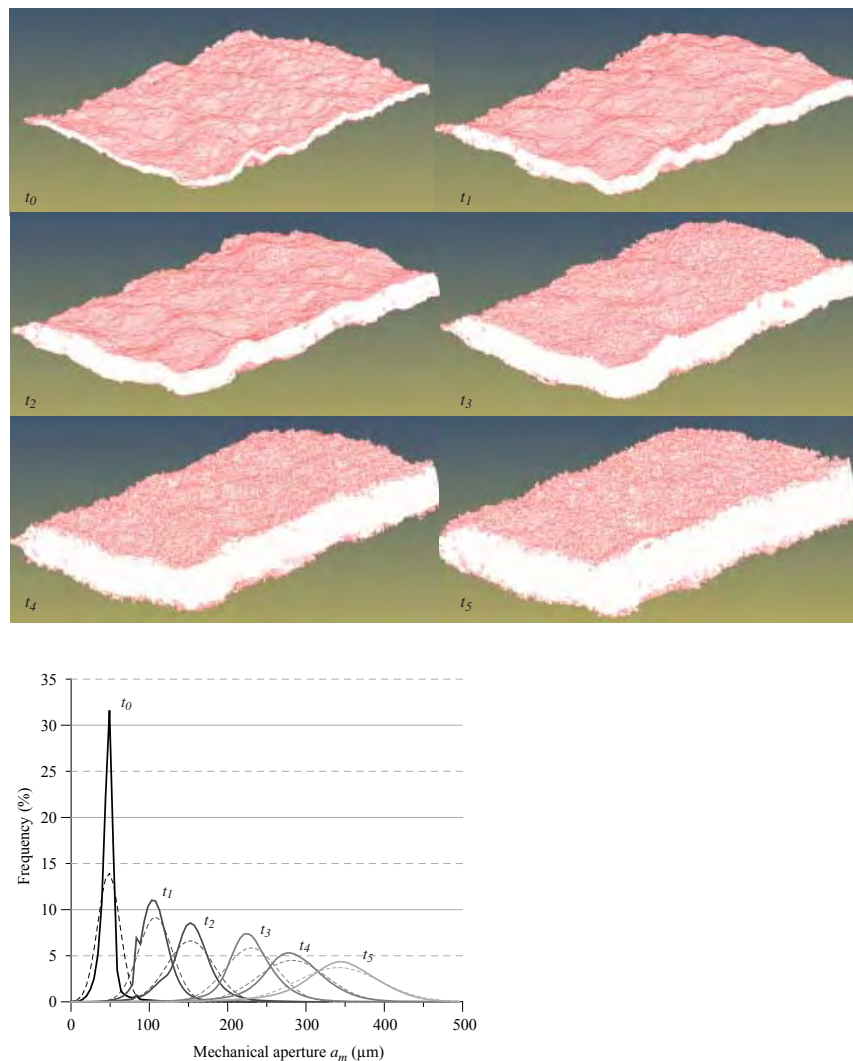 t0
t1
t2
t3
t4
t5
35
30
25
20
15
10
5
0
Frequency (%)
t0
t1
t2
t3
t4
t5
0 100 200 300 400 500
Mechanical aperture am (µm)